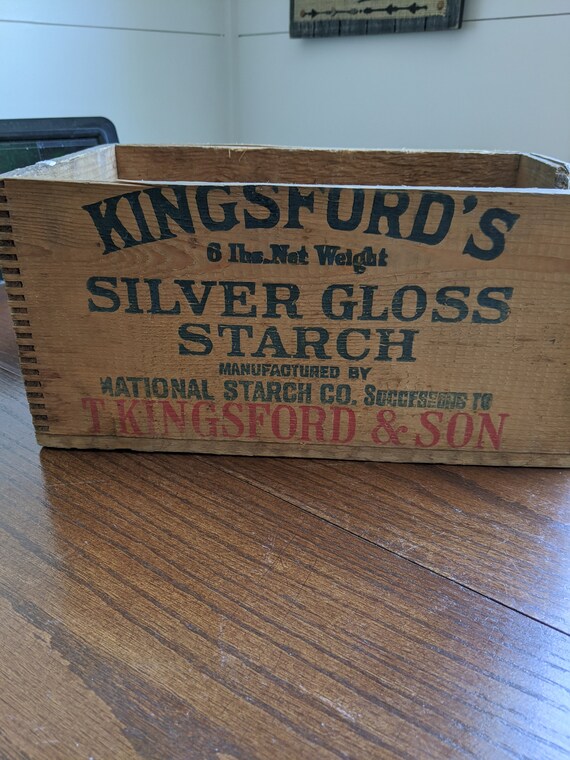 KINGSFORD'S
6 lbs. Net Weight
SILVER GLOSS
STARCH
MANUFACTURED BY
NATIONAL STARCH CO. SUCCESSORS TO
T. KINGSFORD & SON